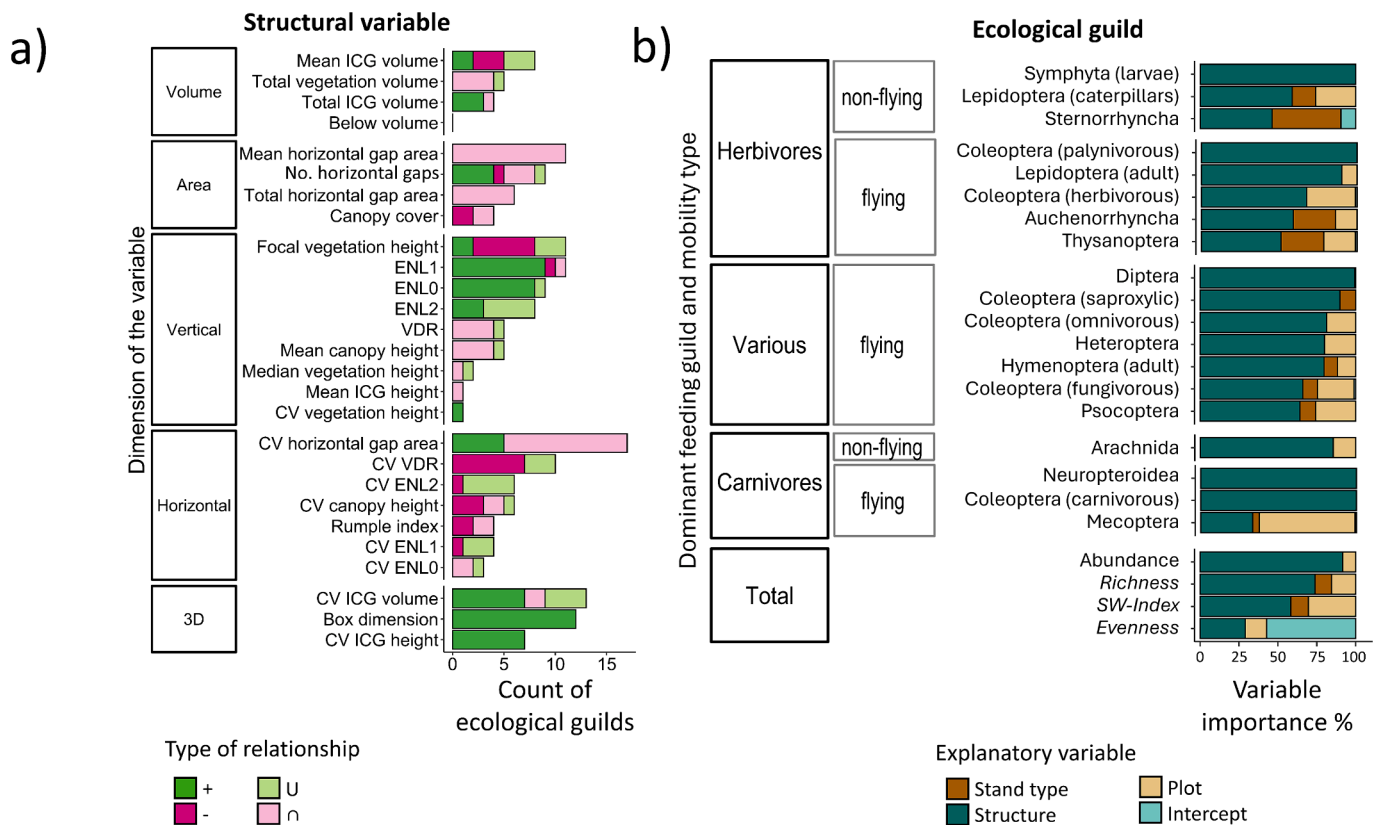 a)
Structural variable
Dimension of the variable
Volume
Mean ICG volume
Total vegetation volume
Total ICG volume
Below volume
Area
Mean horizontal gap area
No. horizontal gaps
Total horizontal gap area
Canopy cover
Vertical
Focal vegetation height
ENL1
ENL0
ENL2
VDR
Mean canopy height
Median vegetation height
Mean ICG height
CV vegetation height
Horizontal
CV horizontal gap area
CV VDR
CV ENL2
CV canopy height
Rumple index
CV ENL1
CV ENL0
3D
CV ICG volume
Box dimension
CV ICG height
0 5 10 15
Count of
ecological guilds
Type of relationship
+ U
- ∩
b)
Ecological guild
Dominant feeding guild and mobility type
Herbivores
non-flying
Symphyta (larvae)
Lepidoptera (caterpillars)
Sternorrhyncha
flying
Coleoptera (palynivorous)
Lepidoptera (adult)
Coleoptera (herbivorous)
Auchenorrhyncha
Thysanoptera
Various
flying
Diptera
Coleoptera (saproxylic)
Coleoptera (omnivorous)
Heteroptera
Hymenoptera (adult)
Coleoptera (fungivorous)
Psocoptera
Carnivores
non-flying
Arachnida
flying
Neuropteroidea
Coleoptera (carnivorous)
Mecoptera
Total
Abundance
Richness
SW-Index
Evenness
0 25 50 75 100
Variable
importance %
Explanatory variable
Stand type Plot
Structure Intercept